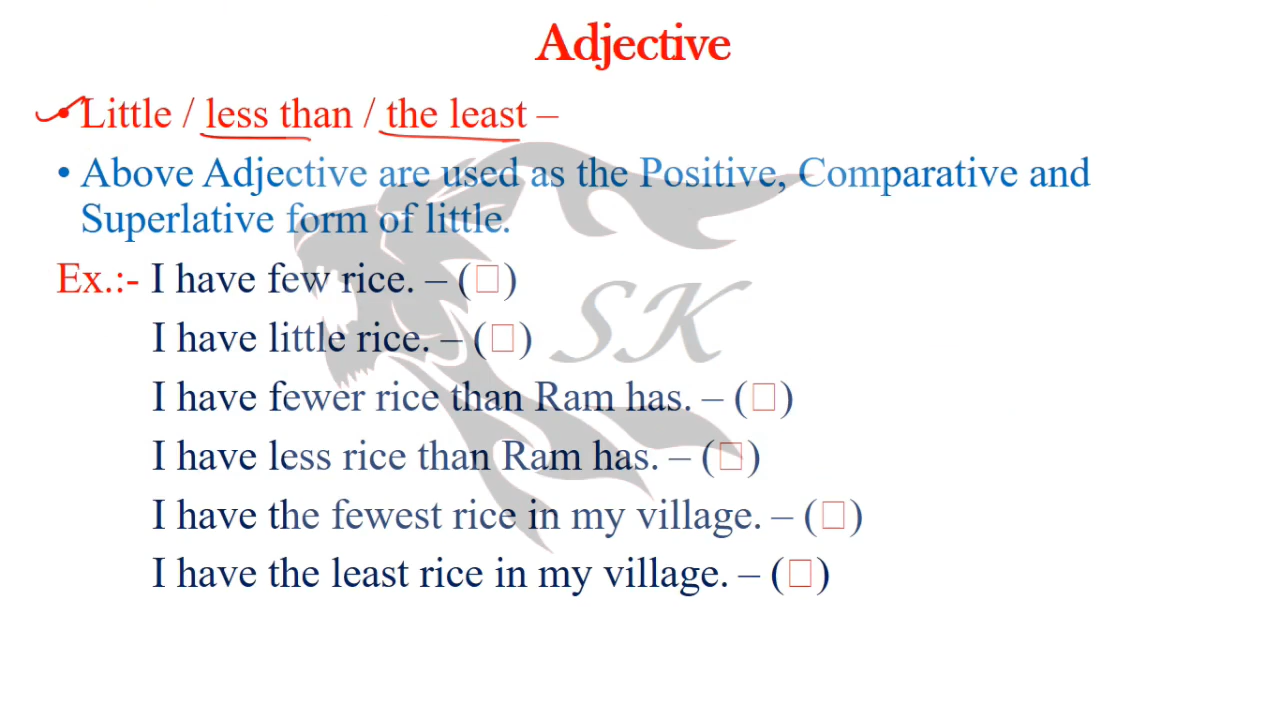 Adjective
• Little / less than / the least –
• Above Adjective are used as the Positive, Comparative and
Superlative form of little.
Ex.:- I have few rice. – (□)
I have little rice. – (□)
I have fewer rice than Ram has. – (□)
I have less rice than Ram has. – (□)
I have the fewest rice in my village. – (□)
I have the least rice in my village. – (□)
SK